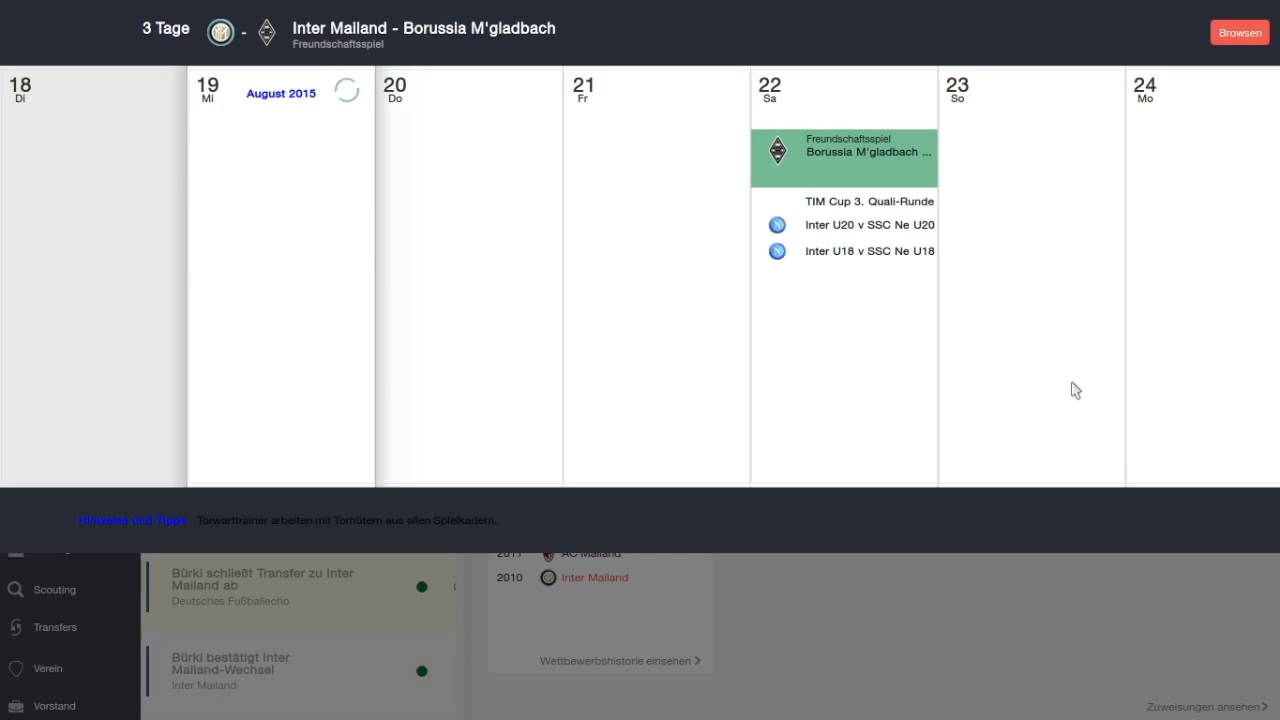 3 Tage
-
Inter Mailand - Borussia M'gladbach
Freundschaftsspiel
Browsen
18
Di
19
Mi
August 2015
20
Do
21
Fr
22
Sa
23
So
24
Mo
Freundschaftsspiel
Borussia M'gladbach ...
TIM Cup 3. Quali-Runde
Inter U20 v SSC Ne U20
Inter U18 v SSC Ne U18
Hinweise und Tipps
Torwarttrainer arbeiten mit Torhütern aus allen Spielkadern.
2011 AC Mailand
2010 Inter Mailand
Wettbewerbshistorie einsehen
Scouting
Transfers
Verein
Vorstand
Bürki schließt Transfer zu Inter
Mailand ab
Deutsches Fußballecho
Bürki bestätigt Inter
Mailand-Wechsel
Inter Mailand
Zuweisungen ansehen